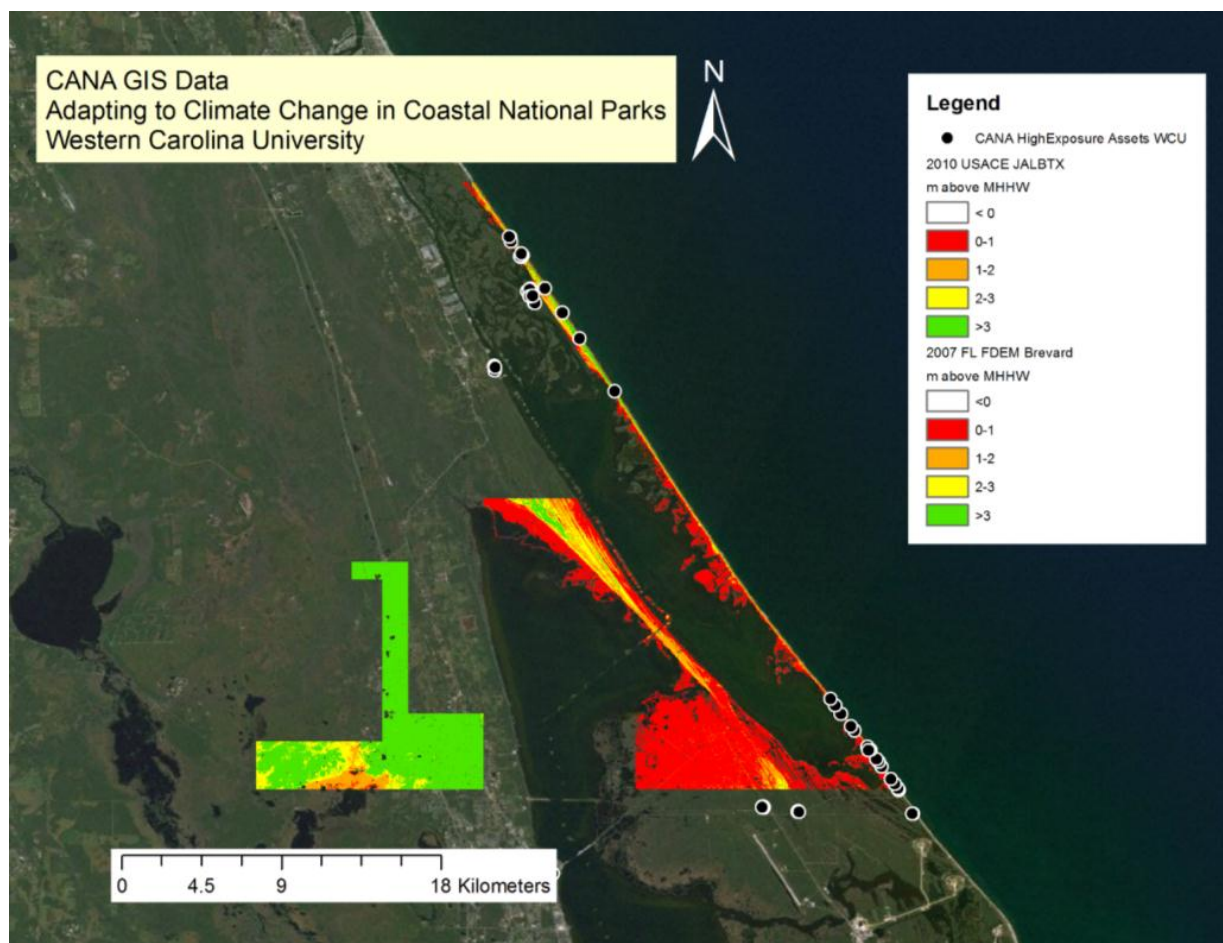 CANA GIS Data
Adapting to Climate Change in Coastal National Parks
Western Carolina University
N
Legend
CANA HighExposure Assets WCU
2010 USACE JALBTX
m above MHHW
< 0
0-1
1-2
2-3
>3
2007 FL FDEM Brevard
m above MHHW
<0
0-1
1-2
2-3
>3
0 4.5 9 18 Kilometers